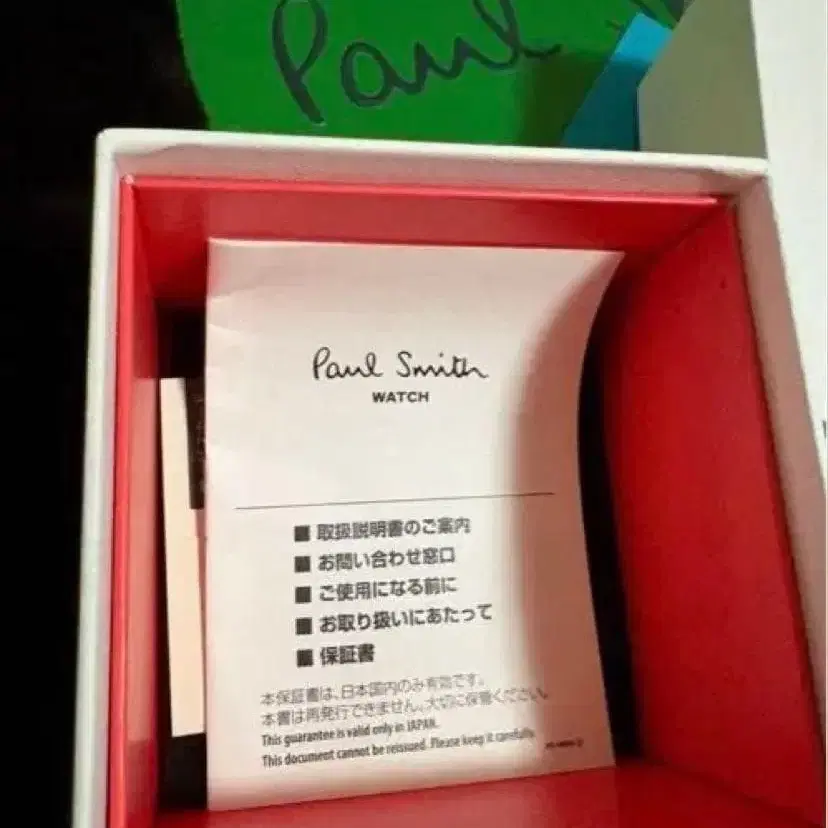 Paul
Paul Smith
WATCH
■ 取扱説明書のご案内
■ お問い合わせ窓口
■ ご使用になる前に
■ お取り扱いにあたって
■ 保証書
本保証書は、日本国内のみ有効です。
本書は再発行できません。大切に保管ください。
This guarantee is valid only in JAPAN.
This document cannot be reissued. Please keep it carefully.